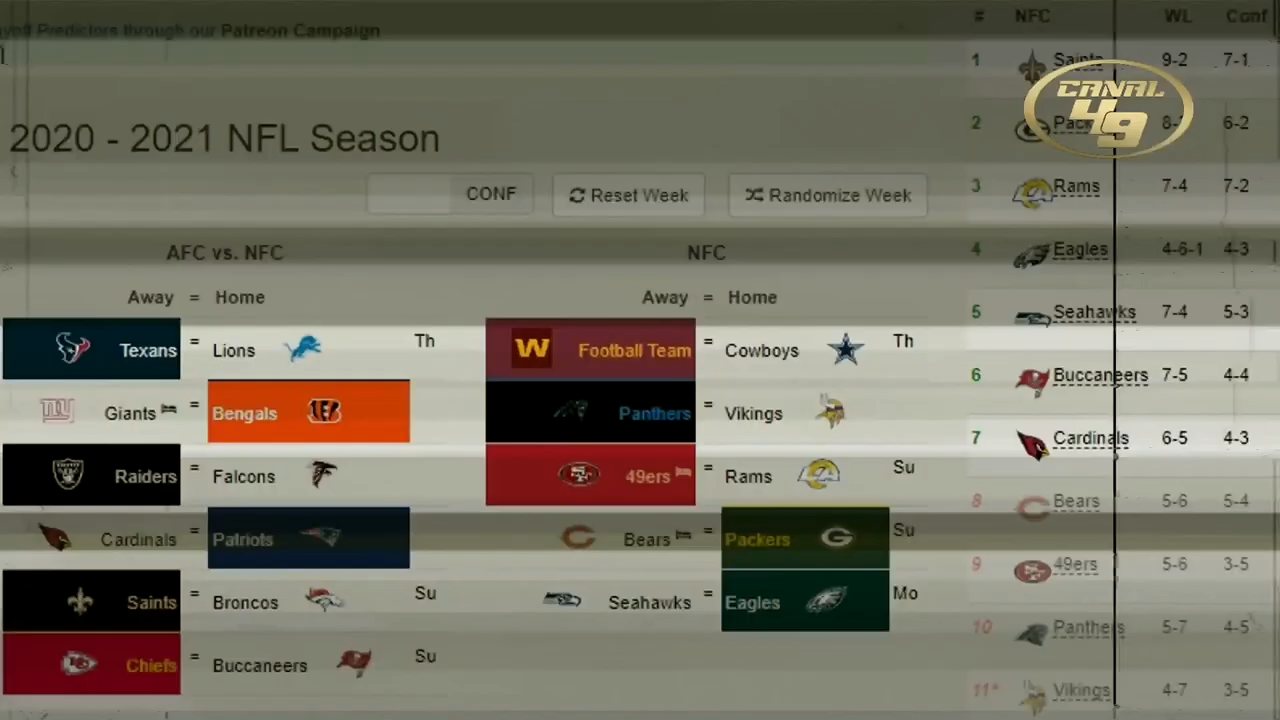 Predictors through our Patreon Campaign
2020 - 2021 NFL Season
CONF
Reset Week
Randomize Week
AFC vs. NFC
NFC
Away = Home
Away = Home
Texans = Lions Th
Football Team = Cowboys Th
Giants = Bengals
Panthers = Vikings
Raiders = Falcons
49ers = Rams Su
Cardinals = Patriots
Bears = Packers Su
Saints = Broncos Su
Seahawks = Eagles Mo
Chiefs = Buccaneers Su
# NFC WL Conf
1 Saints 9-2 7-1
2 6-2
3 Rams 7-4 7-2
4 Eagles 4-6-1 4-3
5 Seahawks 7-4 5-3
6 Buccaneers 7-5 4-4
7 Cardinals 6-5 4-3
8 Bears 5-6 5-4
9 49ers 5-6 3-5
10 Panthers 5-7 4-5
11* Vikings 4-7 3-5
CANAL
49